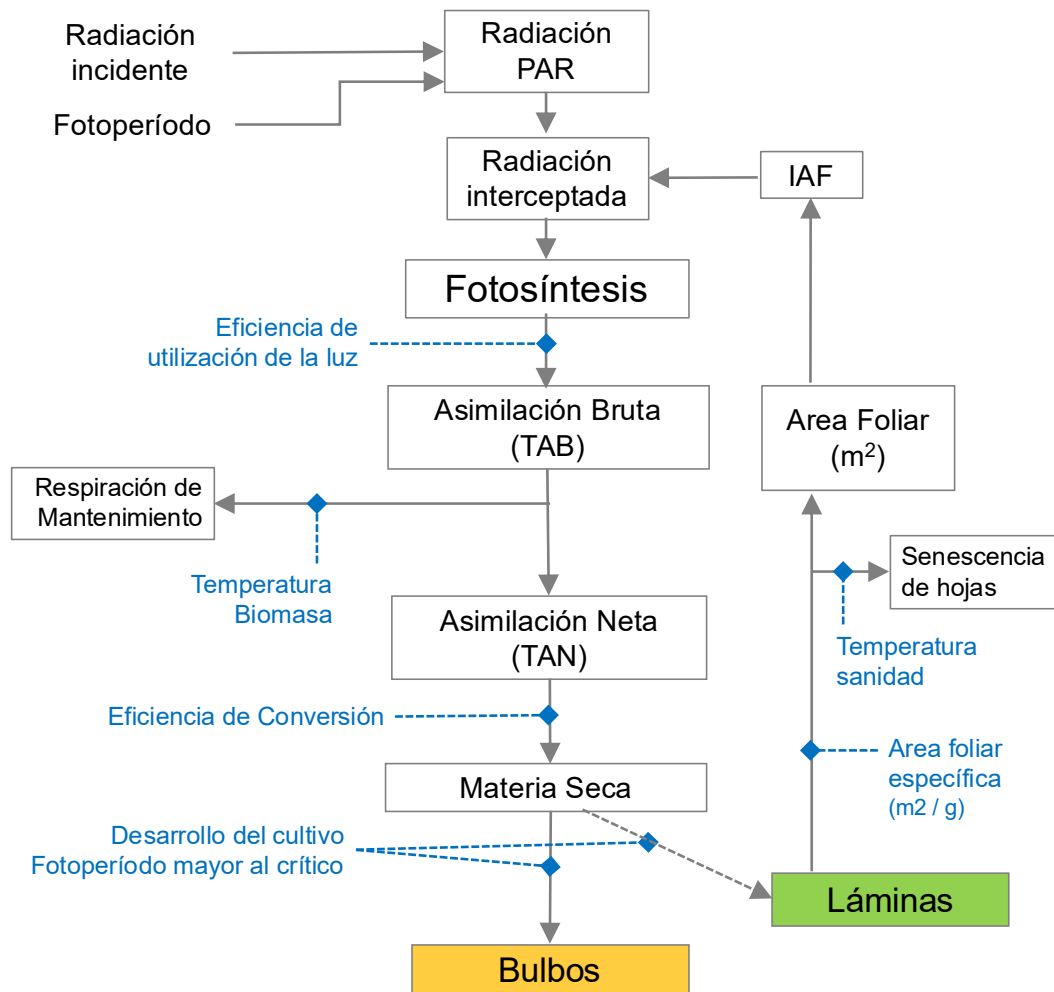 Radiación
incidente
Fotoperíodo
Radiación
PAR
Radiación
interceptada
IAF
Fotosíntesis
Eficiencia de
utilización de la luz
Asimilación Bruta
(TAB)
Area Foliar
(m²)
Respiración de
Mantenimiento
Senescencia
de hojas
Temperatura
Biomasa
Asimilación Neta
(TAN)
Temperatura
sanidad
Eficiencia de Conversión
Area foliar
específica
(m2 / g)
Materia Seca
Desarrollo del cultivo
Fotoperíodo mayor al crítico
Láminas
Bulbos